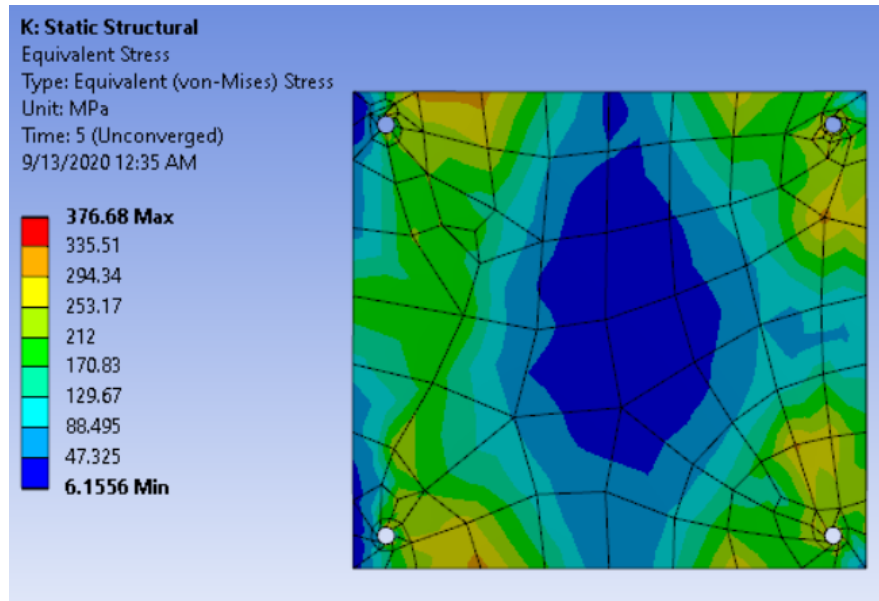 K: Static Structural
Equivalent Stress
Type: Equivalent (von-Mises) Stress
Unit: MPa
Time: 5 (Unconverged)
9/13/2020 12:35 AM
376.68 Max
335.51
294.34
253.17
212
170.83
129.67
88.495
47.325
6.1556 Min